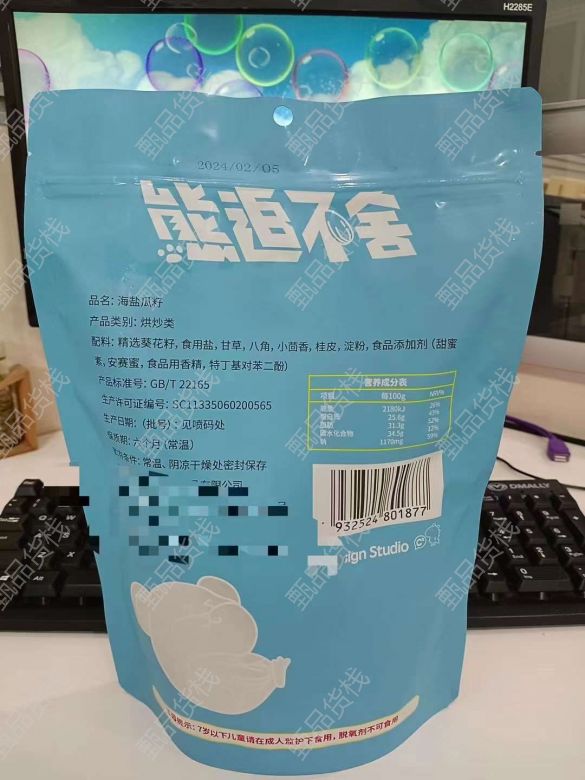 H2285E
2024/02/05
熊追不舍
品名: 海盐瓜籽
产品类别: 烘炒类
配料: 精选葵花籽, 食用盐, 甘草, 八角, 小茴香, 桂皮, 淀粉, 食品添加剂 (甜蜜
素, 安赛蜜, 食品用香精, 特丁基对苯二酚)
产品标准号: GB/T 22165
生产许可证编号: SC11335060200565
生产日期: (批号): 见喷码处
保质期: 六个月 (常温)
条件: 常温、阴凉干燥处密封保存
有限公司
营养成分表
项目 每100g NRV%
能量 2180kJ 26%
蛋白质 25.6g 43%
脂肪 31.3g 52%
碳水化合物 34.5g 12%
钠 1170mg 59%
932524 801877
sign Studio
DMALLY
提示: 7岁以下儿童请在成人监护下食用, 脱氧剂不可食用
甄品货栈